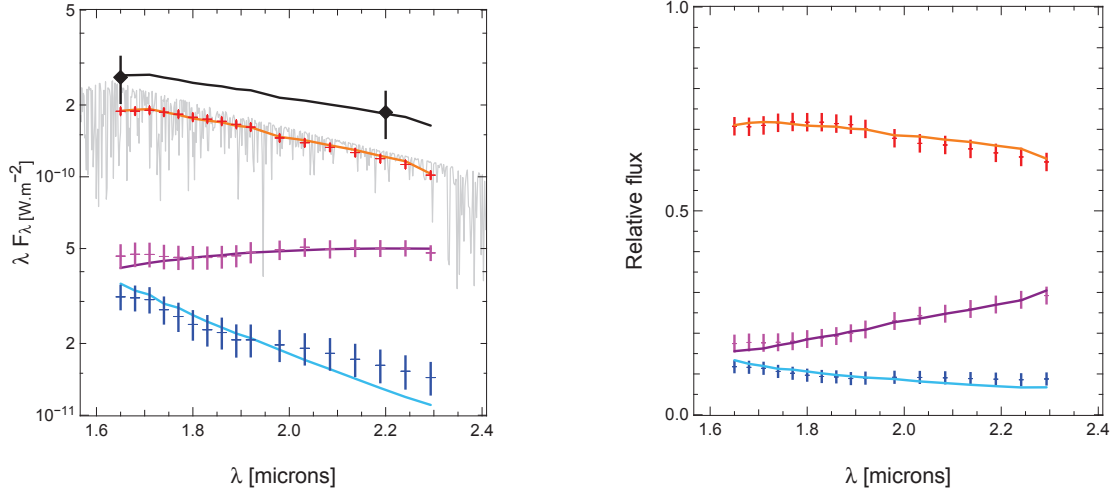 5
2
10⁻¹⁰
5
2
10⁻¹¹
λ F_λ [W.m⁻²]
1.6 1.8 2.0 2.2 2.4
λ [microns]
1.0
0.5
0.0
Relative flux
1.6 1.8 2.0 2.2 2.4
λ [microns]